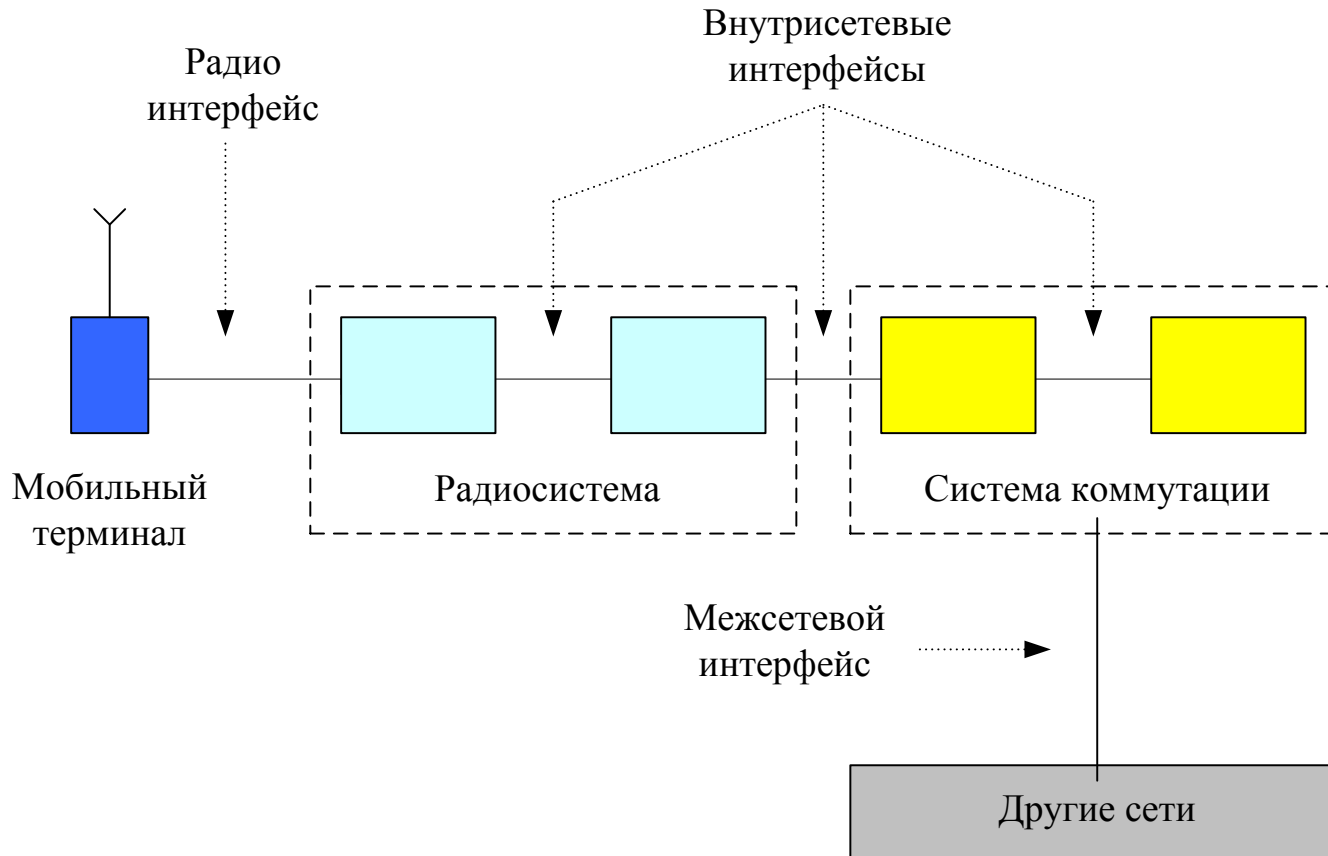 Внутрисетевые
интерфейсы
Радио
интерфейс
Мобильный
терминал
Радиосистема
Система коммутации
Межсетевой
интерфейс
Другие сети